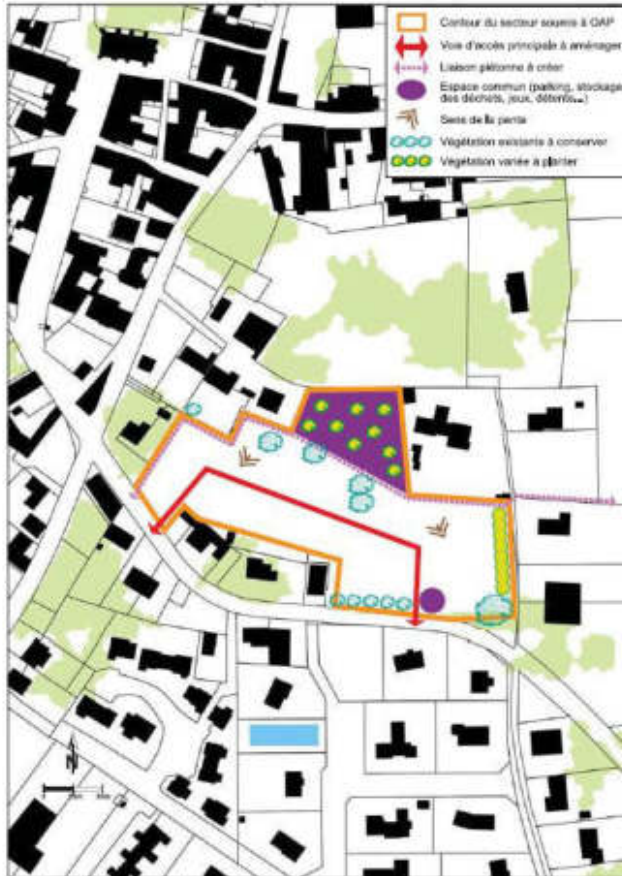 Contour du secteur soumis à OAP
Voie d'accès principale à aménager
Liaison piétonne à créer
Espace commun (parking, stockage
des déchets, jeux, détente...)
Sens de la pente
Végétation existante à conserver
Végétation variée à planter
N